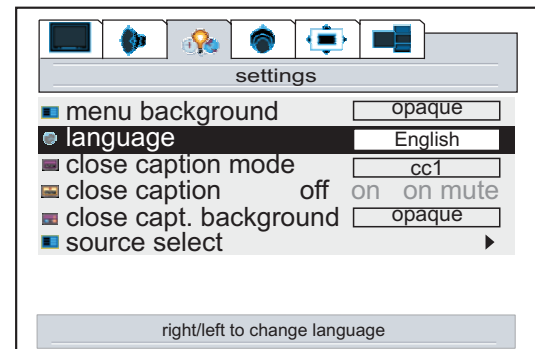 settings
menu background opaque
language English
close caption mode cc1
close caption off on on mute
close capt. background opaque
source select
right/left to change language